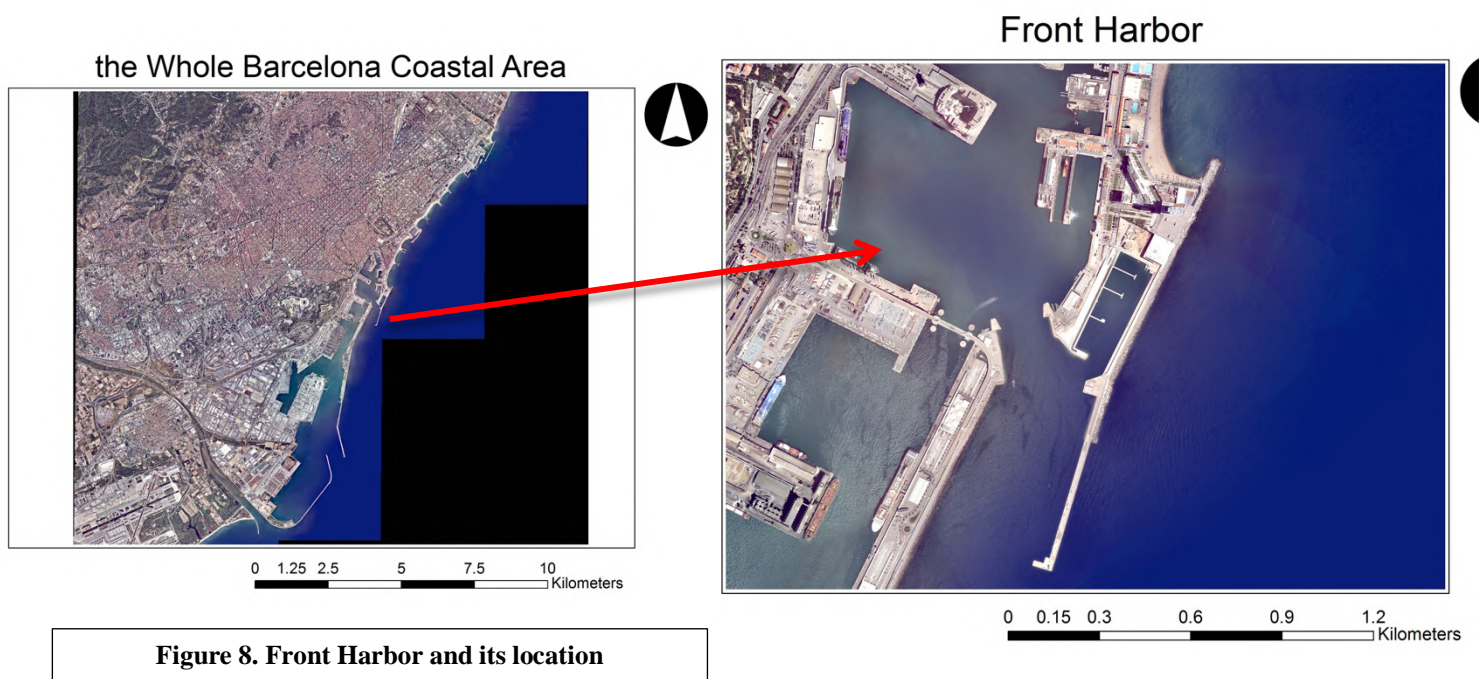 the Whole Barcelona Coastal Area
0 1.25 2.5 5 7.5 10
Kilometers
Front Harbor
0 0.15 0.3 0.6 0.9 1.2
Kilometers
Figure 8. Front Harbor and its location